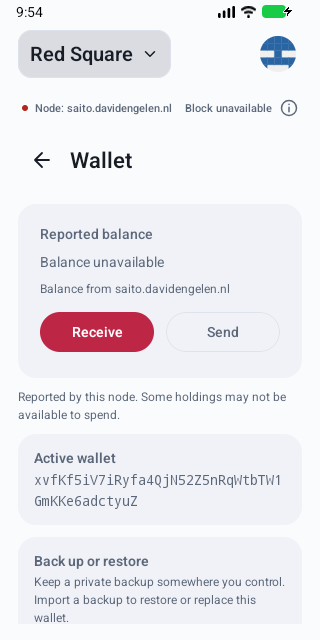 9:54
Red Square
Node: saito.davidengelen.nl Block unavailable
Wallet
Reported balance
Balance unavailable
Balance from saito.davidengelen.nl
Receive Send
Reported by this node. Some holdings may not be
available to spend.
Active wallet
xvfKf5iV7iRyfa4QjN52Z5nRqWtbTW1
GmKKe6adctyuZ
Back up or restore
Keep a private backup somewhere you control.
Import a backup to restore or replace this
wallet.